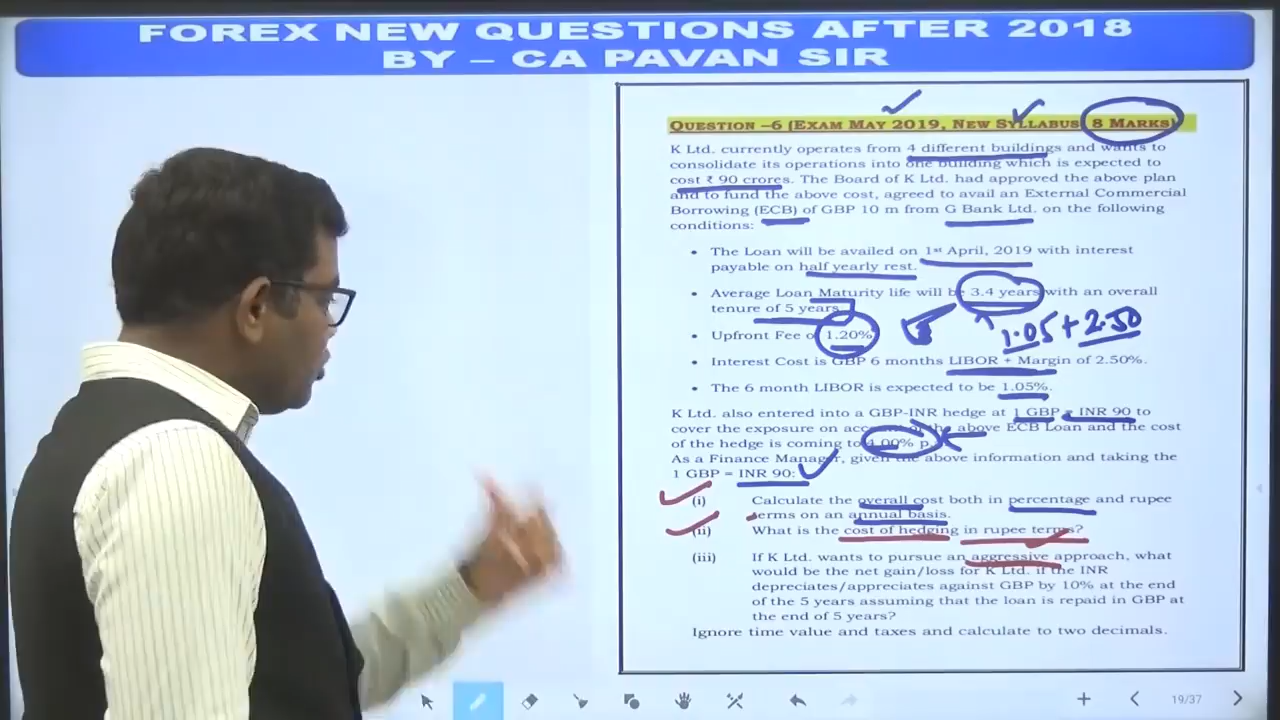 FOREX NEW QUESTIONS AFTER 2018
BY – CA PAVAN SIR
QUESTION –6 (EXAM MAY 2019, NEW SYLLABUS, 8 MARKS)
K Ltd. currently operates from 4 different buildings and wants to
consolidate its operations into one building which is expected to
cost ₹ 90 crores. The Board of K Ltd. had approved the above plan
and to fund the above cost, agreed to avail an External Commercial
Borrowing (ECB) of GBP 10 m from G Bank Ltd. on the following
conditions:
• The Loan will be availed on 1st April, 2019 with interest
payable on half yearly rest.
• Average Loan Maturity life will be 3.4 years with an overall
tenure of 5 years
• Upfront Fee of 1.20%
1.05 + 2.50
• Interest Cost is GBP 6 months LIBOR + Margin of 2.50%.
• The 6 month LIBOR is expected to be 1.05%.
K Ltd. also entered into a GBP-INR hedge at 1 GBP = INR 90 to
cover the exposure on account of the above ECB Loan and the cost
of the hedge is coming to 4.00% p.
As a Finance Manager, given the above information and taking the
1 GBP = INR 90:
(i) Calculate the overall cost both in percentage and rupee
terms on an annual basis.
(ii) What is the cost of hedging in rupee terms?
(iii) If K Ltd. wants to pursue an aggressive approach, what
would be the net gain/loss for K Ltd. if the INR
depreciates/appreciates against GBP by 10% at the end
of the 5 years assuming that the loan is repaid in GBP at
the end of 5 years?
Ignore time value and taxes and calculate to two decimals.
19/37